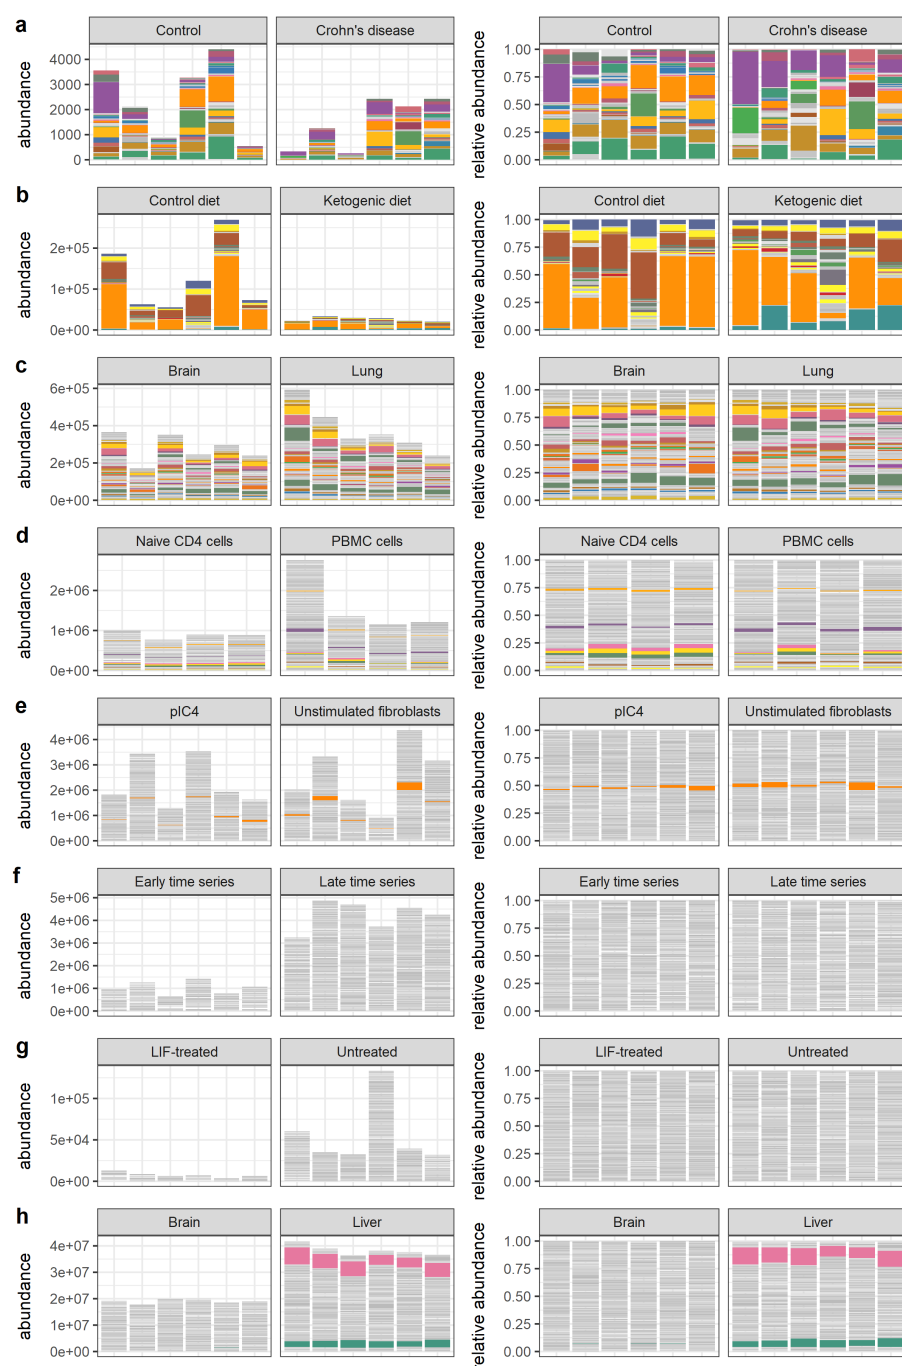 a
Control
Crohn's disease
Control
Crohn's disease
abundance
4000
3000
2000
1000
0
relative abundance
1.00
0.75
0.50
0.25
0.00
b
Control diet
Ketogenic diet
Control diet
Ketogenic diet
abundance
2e+05
1e+05
0e+00
relative abundance
1.00
0.75
0.50
0.25
0.00
c
Brain
Lung
Brain
Lung
abundance
6e+05
4e+05
2e+05
0e+00
relative abundance
1.00
0.75
0.50
0.25
0.00
d
Naive CD4 cells
PBMC cells
Naive CD4 cells
PBMC cells
abundance
2e+06
1e+06
0e+00
relative abundance
1.00
0.75
0.50
0.25
0.00
e
pIC4
Unstimulated fibroblasts
pIC4
Unstimulated fibroblasts
abundance
4e+06
3e+06
2e+06
1e+06
0e+00
relative abundance
1.00
0.75
0.50
0.25
0.00
f
Early time series
Late time series
Early time series
Late time series
abundance
5e+06
4e+06
3e+06
2e+06
1e+06
0e+00
relative abundance
1.00
0.75
0.50
0.25
0.00
g
LIF-treated
Untreated
LIF-treated
Untreated
abundance
1e+05
5e+04
0e+00
relative abundance
1.00
0.75
0.50
0.25
0.00
h
Brain
Liver
Brain
Liver
abundance
4e+07
3e+07
2e+07
1e+07
0e+00
relative abundance
1.00
0.75
0.50
0.25
0.00